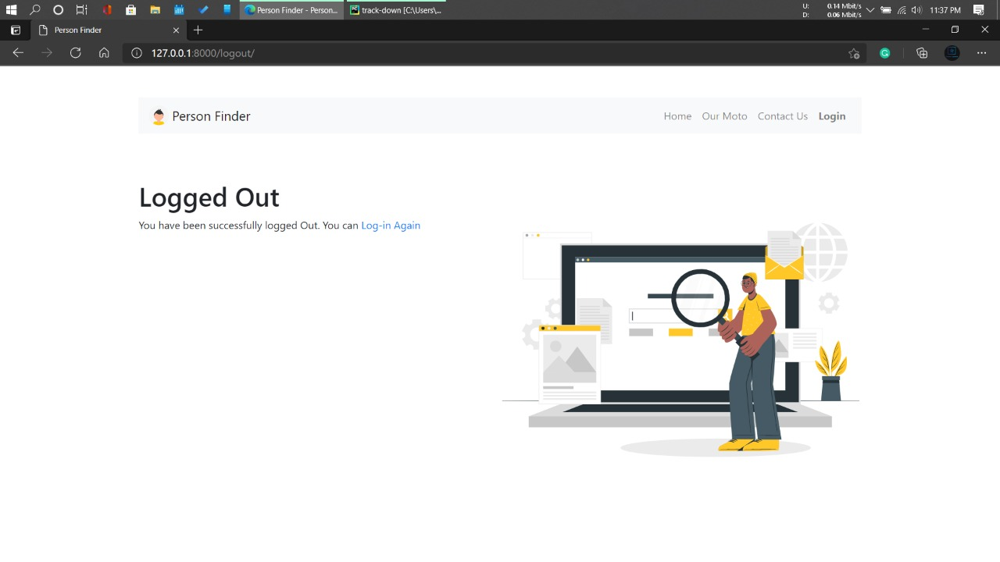 Person Finder - Person...
track-down [C:\Users\...
U: 0.14 Mbit/s
D: 0.06 Mbit/s
11:37 PM
Person Finder
127.0.0.1:8000/logout/
Person Finder
Home Our Moto Contact Us Login
Logged Out
You have been successfully logged Out. You can Log-in Again